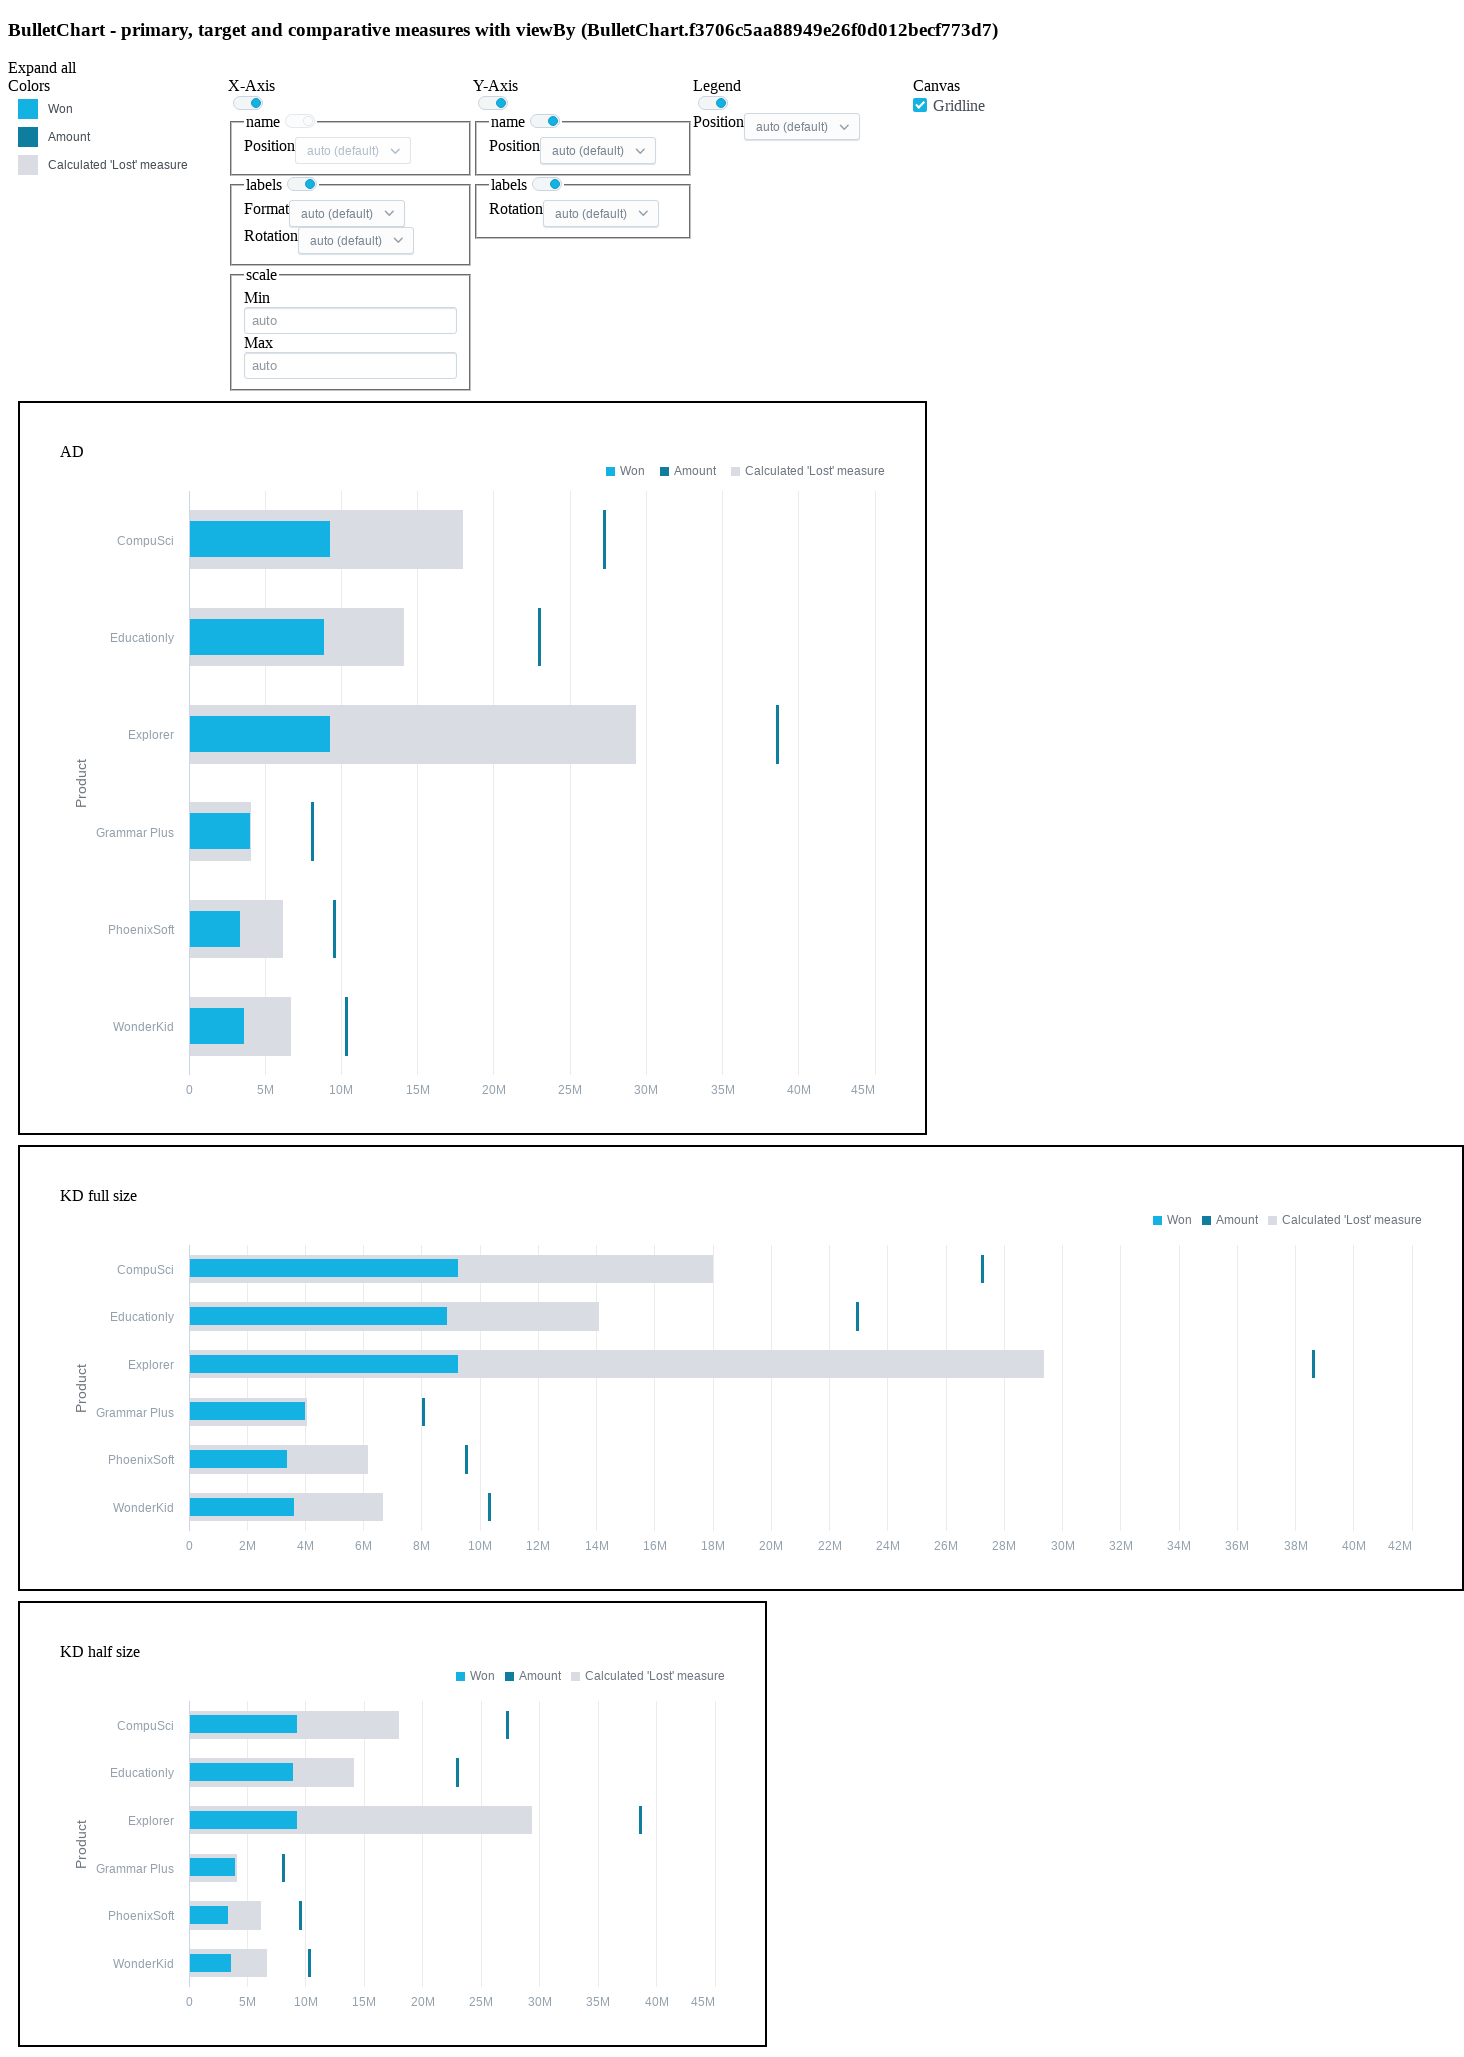 BulletChart - primary, target and comparative measures with viewBy (BulletChart.f3706c5aa88949e26f0d012becf773d7)
Expand all
Colors
Won
Amount
Calculated 'Lost' measure
X-Axis
name
Position auto (default)
labels
Format auto (default)
Rotation auto (default)
scale
Min
auto
Max
auto
Y-Axis
name
Position auto (default)
labels
Rotation auto (default)
Legend
Position auto (default)
Canvas
Gridline
AD
Won Amount Calculated 'Lost' measure
Product
CompuSci
Educationly
Explorer
Grammar Plus
PhoenixSoft
WonderKid
0 5M 10M 15M 20M 25M 30M 35M 40M 45M
KD full size
Won Amount Calculated 'Lost' measure
Product
CompuSci
Educationly
Explorer
Grammar Plus
PhoenixSoft
WonderKid
0 2M 4M 6M 8M 10M 12M 14M 16M 18M 20M 22M 24M 26M 28M 30M 32M 34M 36M 38M 40M 42M
KD half size
Won Amount Calculated 'Lost' measure
Product
CompuSci
Educationly
Explorer
Grammar Plus
PhoenixSoft
WonderKid
0 5M 10M 15M 20M 25M 30M 35M 40M 45M